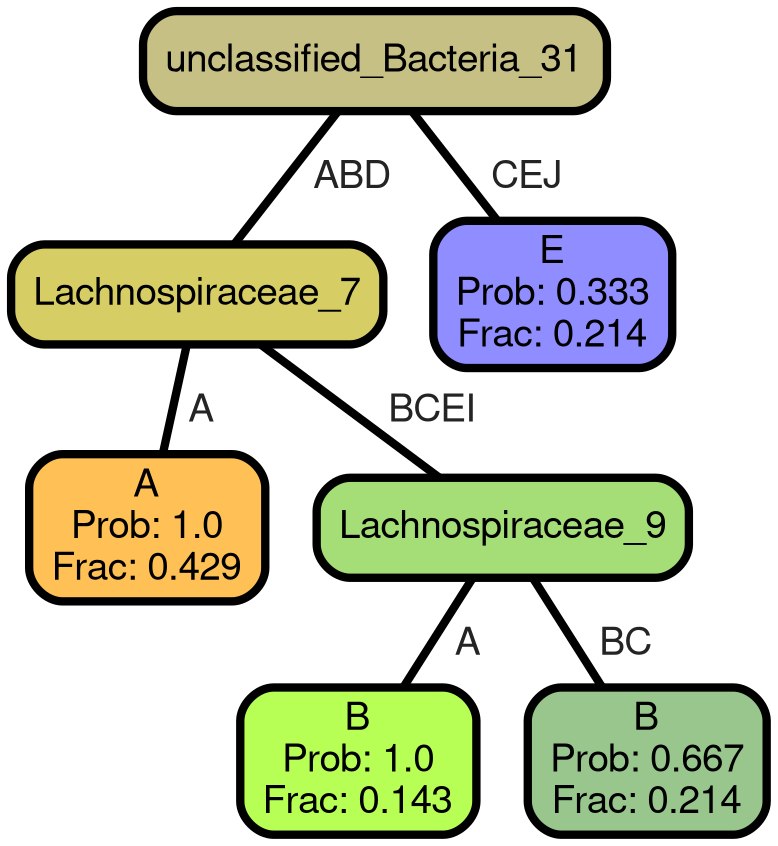 unclassified_Bacteria_31
ABD
CEJ
Lachnospiraceae_7
E
Prob: 0.333
Frac: 0.214
A
BCEI
A
Prob: 1.0
Frac: 0.429
Lachnospiraceae_9
A
BC
B
Prob: 1.0
Frac: 0.143
B
Prob: 0.667
Frac: 0.214